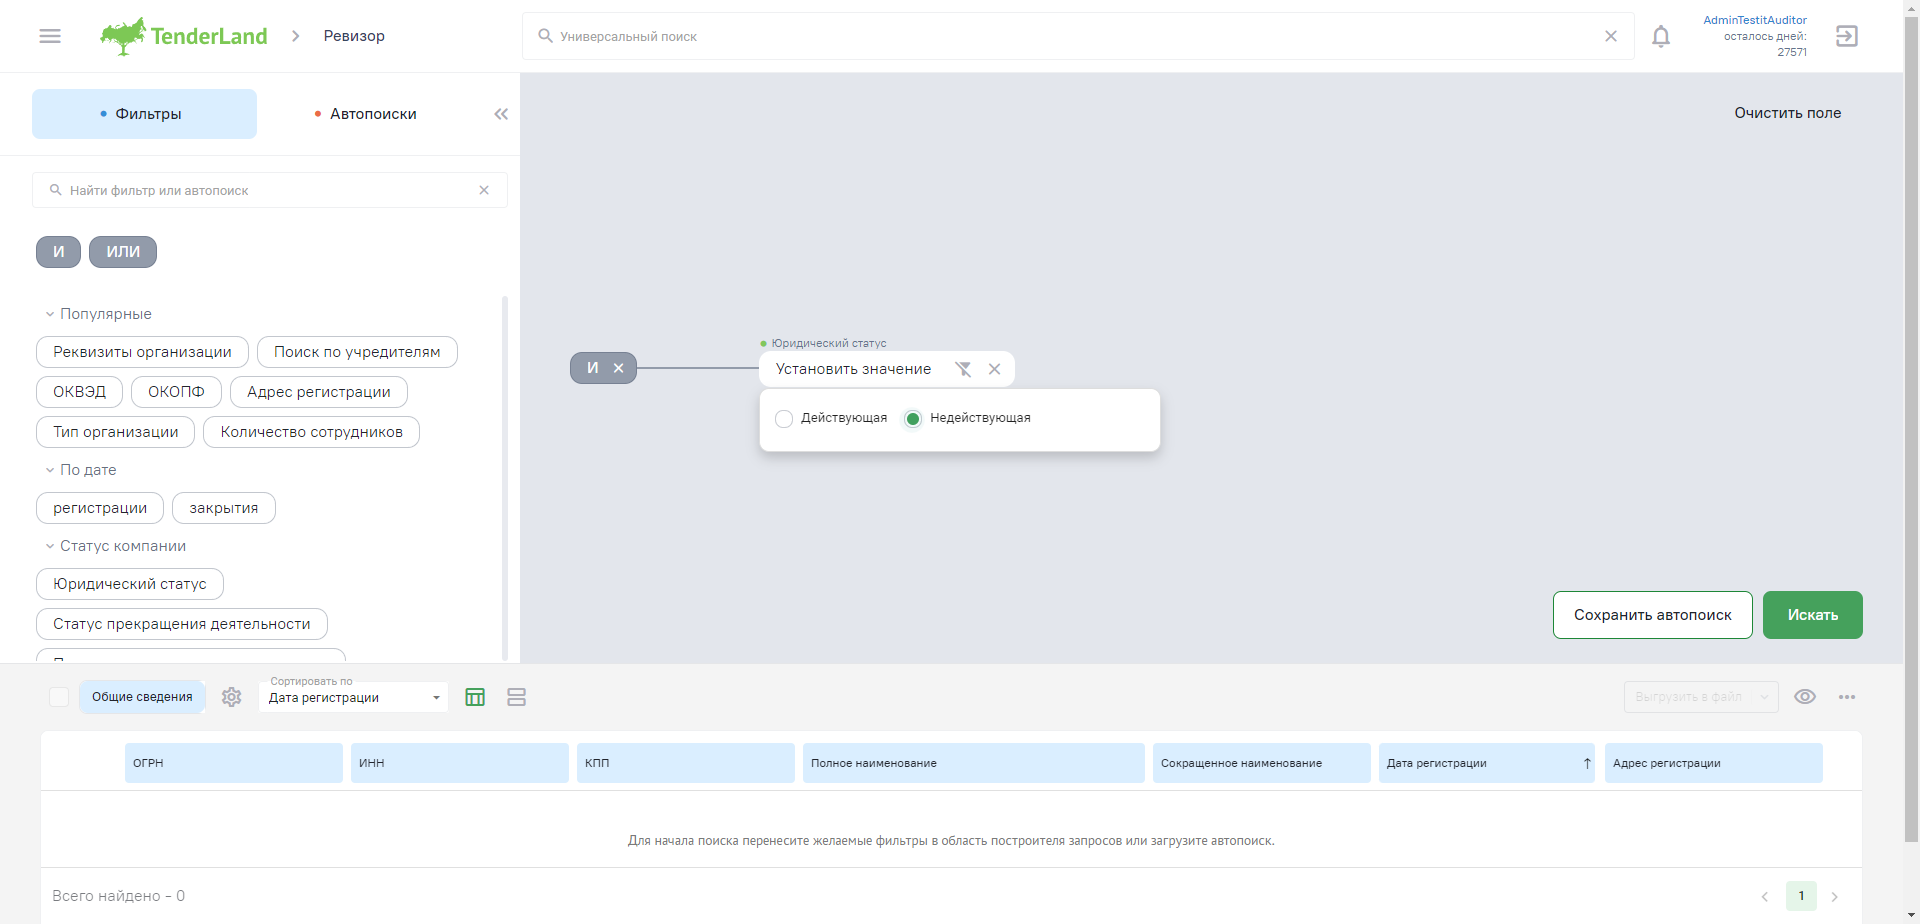 TenderLand
Ревизор
Универсальный поиск
AdminTestitAuditor
осталось дней:
27571
Фильтры
Автопоиски
Очистить поле
Найти фильтр или автопоиск
И
ИЛИ
Популярные
Реквизиты организации
Поиск по учредителям
ОКВЭД
ОКОПФ
Адрес регистрации
Тип организации
Количество сотрудников
По дате
регистрации
закрытия
Статус компании
Юридический статус
Статус прекращения деятельности
Юридический статус
И
Установить значение
Действующая
Недействующая
Сохранить автопоиск
Искать
Общие сведения
Сортировать по
Дата регистрации
Выгрузить в файл
ОГРН
ИНН
КПП
Полное наименование
Сокращенное наименование
Дата регистрации
Адрес регистрации
Для начала поиска перенесите желаемые фильтры в область построителя запросов или загрузите автопоиск.
Всего найдено - 0
1